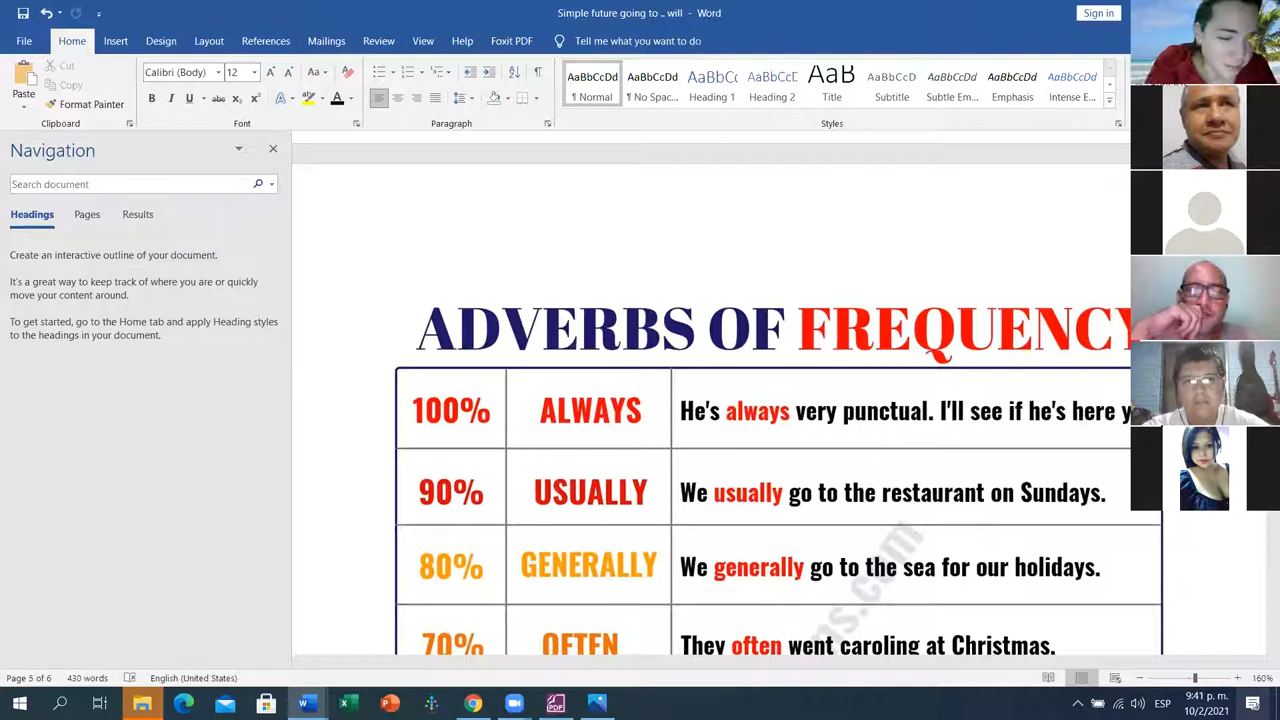 Simple future going to .. will - Word
Sign in
File Home Insert Design Layout References Mailings Review View Help Foxit PDF Tell me what you want to do
Paste
Cut
Copy
Format Painter
Calibri (Body) 12
Aa
B I U abc X₂ X² A A
AaBbCcDd AaBbCcDd AaBbC AaBbCcD AaB AaBbCcD AaBbCcD AaBbCcDd AaBbCcDd
¶ Normal ¶ No Spac... Heading 1 Heading 2 Title Subtitle Subtle Em... Emphasis Intense E...
Clipboard Font Paragraph Styles
Navigation
Search document
Headings Pages Results
Create an interactive outline of your document.
It's a great way to keep track of where you are or quickly
move your content around.
To get started, go to the Home tab and apply Heading styles
to the headings in your document.
ADVERBS OF FREQUENCY
100% ALWAYS He's always very punctual. I'll see if he's here y
90% USUALLY We usually go to the restaurant on Sundays.
80% GENERALLY We generally go to the sea for our holidays.
70% OFTEN They often went caroling at Christmas.
ms.com
Page 5 of 6 430 words English (United States) 160%
ESP 9:41 p. m.
10/2/2021